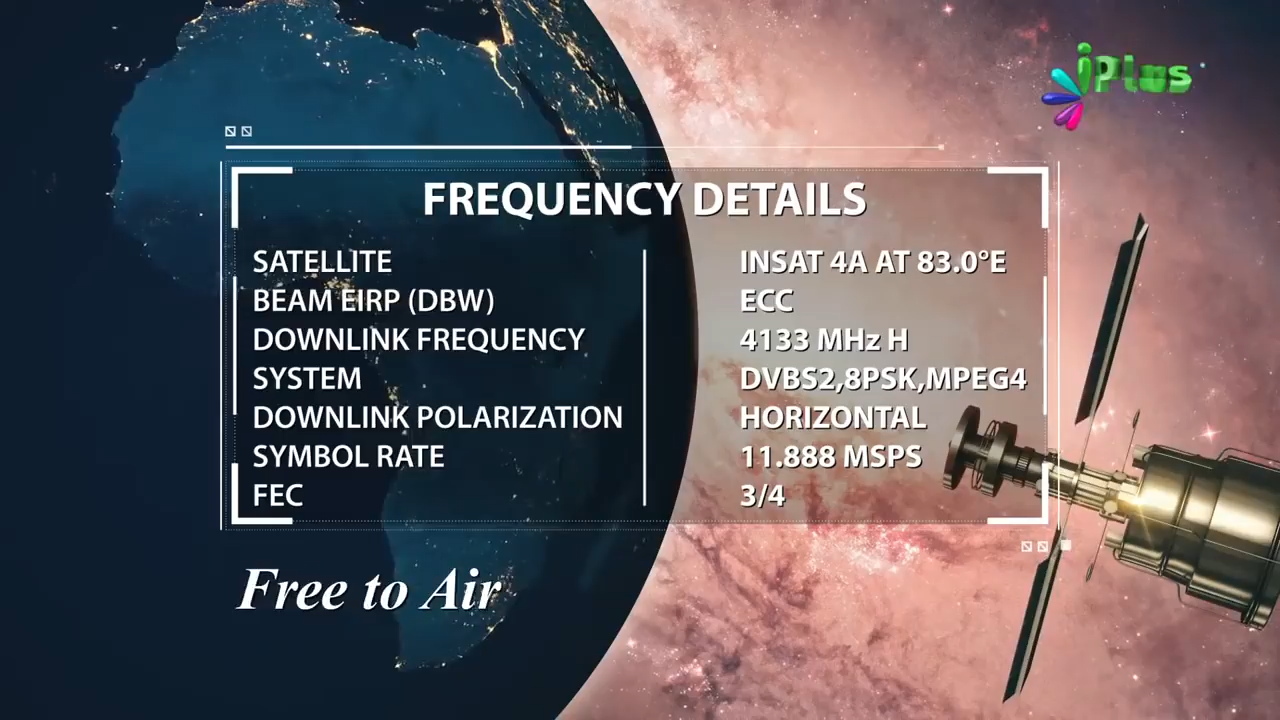 iPlus
FREQUENCY DETAILS
SATELLITE INSAT 4A AT 83.0°E
BEAM EIRP (DBW) ECC
DOWNLINK FREQUENCY 4133 MHz H
SYSTEM DVBS2,8PSK,MPEG4
DOWNLINK POLARIZATION HORIZONTAL
SYMBOL RATE 11.888 MSPS
FEC 3/4
Free to Air